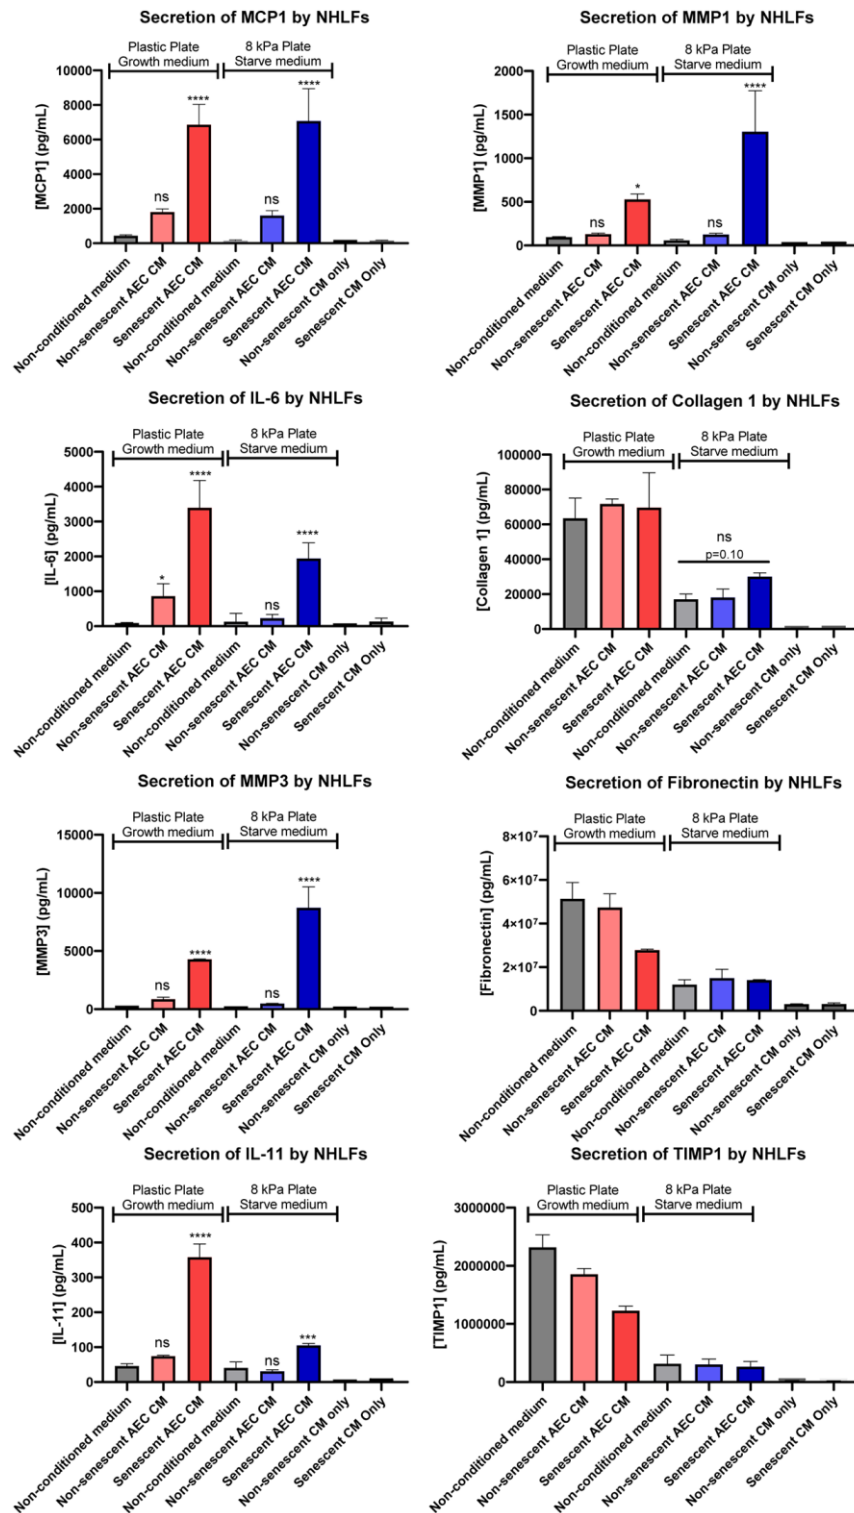 Secretion of MCP1 by NHLFs
Plastic Plate
Growth medium
8 kPa Plate
Starve medium
[MCP1] (pg/mL)
10000
8000
6000
4000
2000
0
ns
****
ns
****
Non-conditioned medium
Non-senescent AEC CM
Senescent AEC CM
Non-conditioned medium
Non-senescent AEC CM
Senescent AEC CM
Non-senescent CM only
Senescent CM Only
Secretion of MMP1 by NHLFs
Plastic Plate
Growth medium
8 kPa Plate
Starve medium
[MMP1] (pg/mL)
2000
1500
1000
500
0
ns
*
ns
****
Non-conditioned medium
Non-senescent AEC CM
Senescent AEC CM
Non-conditioned medium
Non-senescent AEC CM
Senescent AEC CM
Non-senescent CM only
Senescent CM Only
Secretion of IL-6 by NHLFs
Plastic Plate
Growth medium
8 kPa Plate
Starve medium
[IL-6] (pg/mL)
5000
4000
3000
2000
1000
0
*
****
ns
****
Non-conditioned medium
Non-senescent AEC CM
Senescent AEC CM
Non-conditioned medium
Non-senescent AEC CM
Senescent AEC CM
Non-senescent CM only
Senescent CM Only
Secretion of Collagen 1 by NHLFs
Plastic Plate
Growth medium
8 kPa Plate
Starve medium
[Collagen 1] (pg/mL)
100000
80000
60000
40000
20000
0
ns
p=0.10
Non-conditioned medium
Non-senescent AEC CM
Senescent AEC CM
Non-conditioned medium
Non-senescent AEC CM
Senescent AEC CM
Non-senescent CM only
Senescent CM Only
Secretion of MMP3 by NHLFs
Plastic Plate
Growth medium
8 kPa Plate
Starve medium
[MMP3] (pg/mL)
15000
10000
5000
0
ns
****
ns
****
Non-conditioned medium
Non-senescent AEC CM
Senescent AEC CM
Non-conditioned medium
Non-senescent AEC CM
Senescent AEC CM
Non-senescent CM only
Senescent CM Only
Secretion of Fibronectin by NHLFs
Plastic Plate
Growth medium
8 kPa Plate
Starve medium
[Fibronectin] (pg/mL)
8×10⁷
6×10⁷
4×10⁷
2×10⁷
0
Non-conditioned medium
Non-senescent AEC CM
Senescent AEC CM
Non-conditioned medium
Non-senescent AEC CM
Senescent AEC CM
Non-senescent CM only
Senescent CM Only
Secretion of IL-11 by NHLFs
Plastic Plate
Growth medium
8 kPa Plate
Starve medium
[IL-11] (pg/mL)
500
400
300
200
100
0
ns
****
ns
***
Non-conditioned medium
Non-senescent AEC CM
Senescent AEC CM
Non-conditioned medium
Non-senescent AEC CM
Senescent AEC CM
Non-senescent CM only
Senescent CM Only
Secretion of TIMP1 by NHLFs
Plastic Plate
Growth medium
8 kPa Plate
Starve medium
[TIMP1] (pg/mL)
3000000
2000000
1000000
0
Non-conditioned medium
Non-senescent AEC CM
Senescent AEC CM
Non-conditioned medium
Non-senescent AEC CM
Senescent AEC CM
Non-senescent CM only
Senescent CM Only